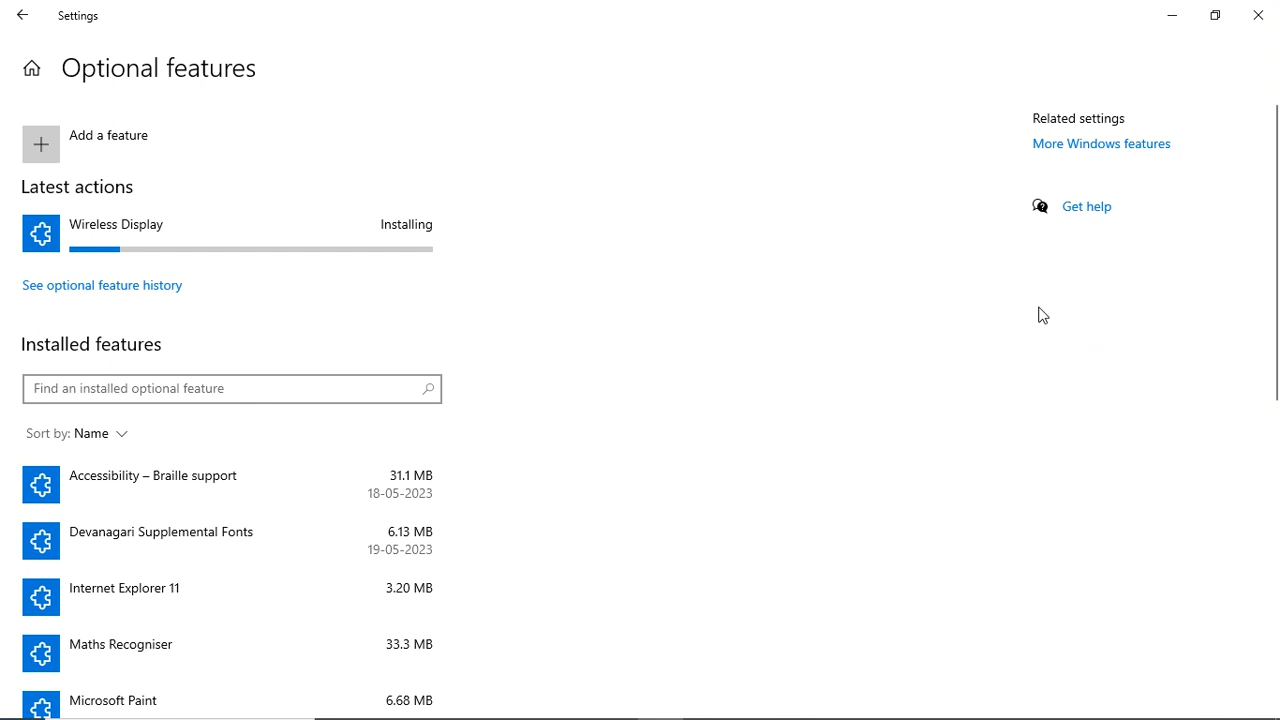 Settings
Optional features
Add a feature
Latest actions
Wireless Display Installing
See optional feature history
Installed features
Find an installed optional feature
Sort by: Name
Accessibility – Braille support 31.1 MB
18-05-2023
Devanagari Supplemental Fonts 6.13 MB
19-05-2023
Internet Explorer 11 3.20 MB
Maths Recogniser 33.3 MB
Microsoft Paint 6.68 MB
Related settings
More Windows features
Get help